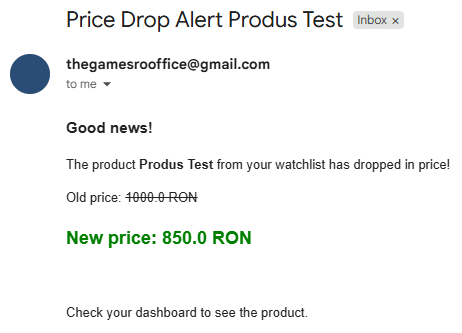 Price Drop Alert Produs Test Inbox ×
thegamesrooffice@gmail.com
to me
Good news!
The product Produs Test from your watchlist has dropped in price!
Old price: 1000.0 RON
New price: 850.0 RON
Check your dashboard to see the product.